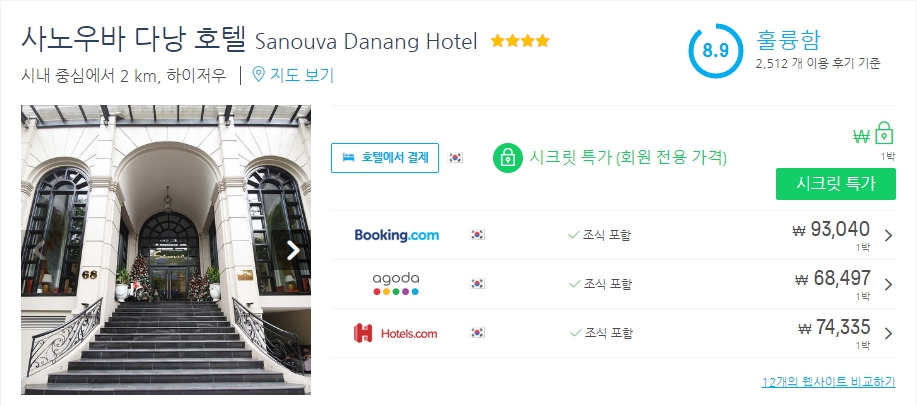 사노우바 다낭 호텔 Sanouva Danang Hotel
시내 중심에서 2 km, 하이저우 | 지도 보기
8.9
훌륭함
2,512 개 이용 후기 기준
68
Sanouva
호텔에서 결제
시크릿 특가 (회원 전용 가격)
₩
1박
시크릿 특가
Booking.com
조식 포함
₩ 93,040
1박
agoda
조식 포함
₩ 68,497
1박
H Hotels.com
조식 포함
₩ 74,335
1박
12개의 웹사이트 비교하기